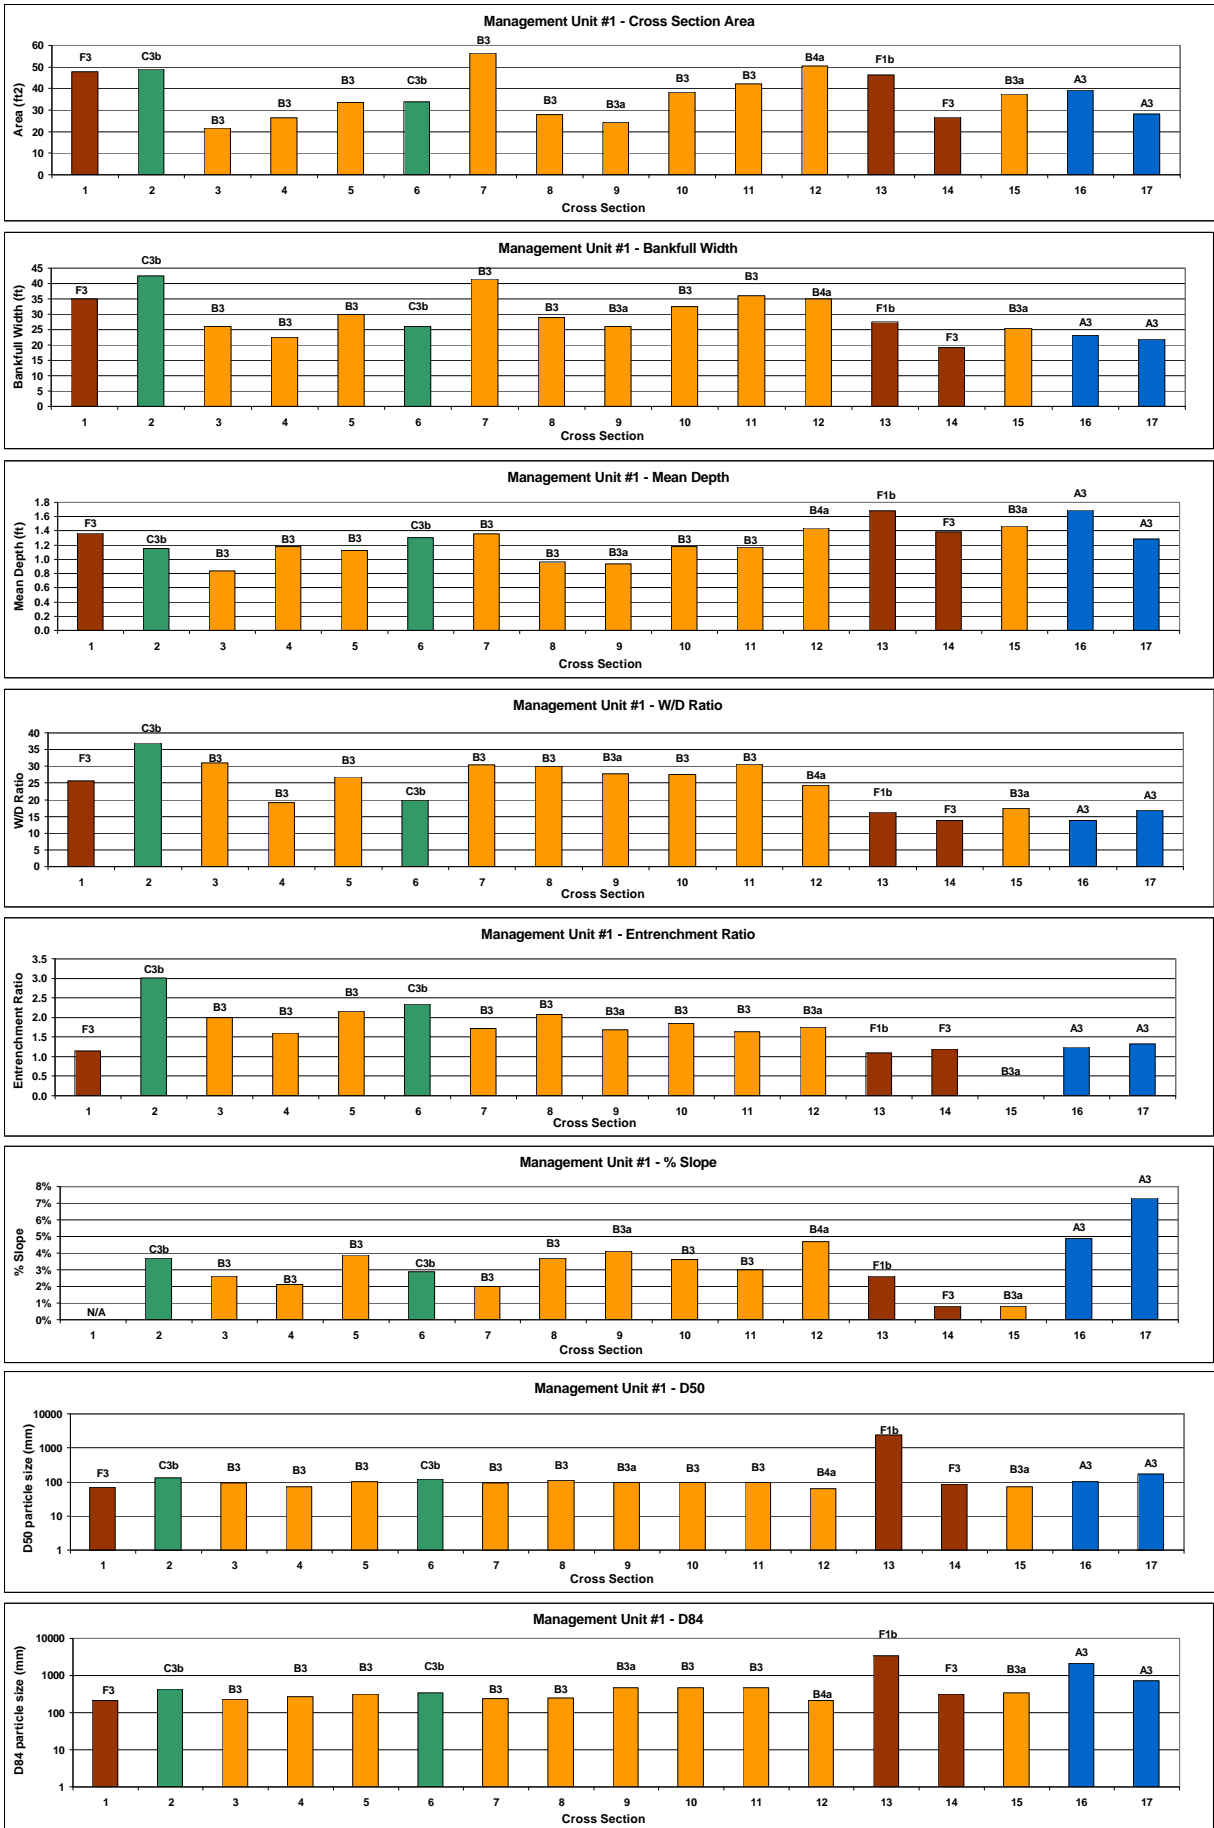 Management Unit #1 - Cross Section Area
Area (ft2)
60
50
40
30
20
10
0
F3 C3b B3 B3 B3 C3b B3 B3 B3a B3 B3 B4a F1b F3 B3a A3 A3
1 2 3 4 5 6 7 8 9 10 11 12 13 14 15 16 17
Cross Section
Management Unit #1 - Bankfull Width
Bankfull Width (ft)
45
40
35
30
25
20
15
10
5
0
F3 C3b B3 B3 B3 C3b B3 B3 B3a B3 B3 B4a F1b F3 B3a A3 A3
1 2 3 4 5 6 7 8 9 10 11 12 13 14 15 16 17
Cross Section
Management Unit #1 - Mean Depth
Mean Depth (ft)
1.8
1.6
1.4
1.2
1.0
0.8
0.6
0.4
0.2
0.0
F3 C3b B3 B3 B3 C3b B3 B3 B3a B3 B3 B4a F1b F3 B3a A3 A3
1 2 3 4 5 6 7 8 9 10 11 12 13 14 15 16 17
Cross Section
Management Unit #1 - W/D Ratio
W/D Ratio
40
35
30
25
20
15
10
5
0
F3 C3b B3 B3 B3 C3b B3 B3 B3a B3 B3 B4a F1b F3 B3a A3 A3
1 2 3 4 5 6 7 8 9 10 11 12 13 14 15 16 17
Cross Section
Management Unit #1 - Entrenchment Ratio
Entrenchment Ratio
3.5
3.0
2.5
2.0
1.5
1.0
0.5
0.0
F3 C3b B3 B3 B3 C3b B3 B3 B3a B3 B3 B3a F1b F3 B3a A3 A3
1 2 3 4 5 6 7 8 9 10 11 12 13 14 15 16 17
Cross Section
Management Unit #1 - % Slope
% Slope
8%
7%
6%
5%
4%
3%
2%
1%
0%
N/A C3b B3 B3 B3 C3b B3 B3 B3a B3 B3 B4a F1b F3 B3a A3 A3
1 2 3 4 5 6 7 8 9 10 11 12 13 14 15 16 17
Cross Section
Management Unit #1 - D50
D50 particle size (mm)
10000
1000
100
10
1
F3 C3b B3 B3 B3 C3b B3 B3 B3a B3 B3 B4a F1b F3 B3a A3 A3
1 2 3 4 5 6 7 8 9 10 11 12 13 14 15 16 17
Cross Section
Management Unit #1 - D84
D84 particle size (mm)
10000
1000
100
10
1
F3 C3b B3 B3 B3 C3b B3 B3 B3a B3 B3 B4a F1b F3 B3a A3 A3
1 2 3 4 5 6 7 8 9 10 11 12 13 14 15 16 17
Cross Section